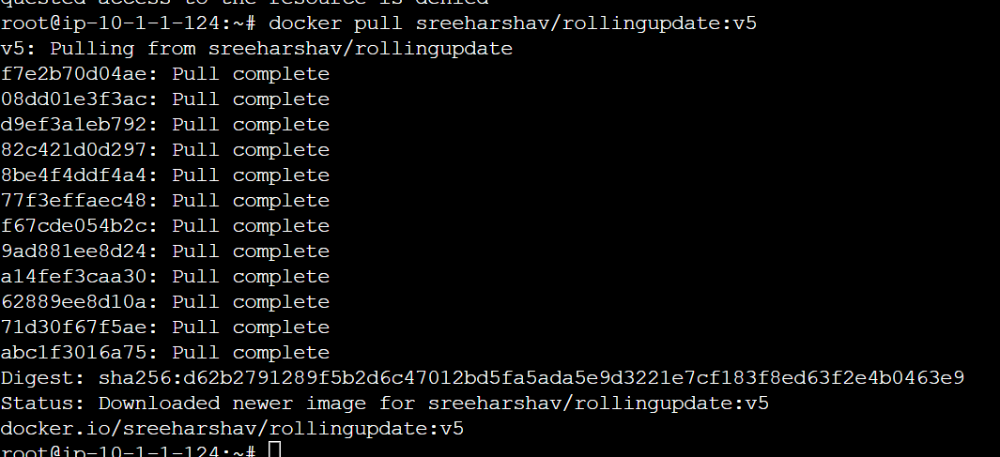 quested access to the resource is denied
root@ip-10-1-1-124:~# docker pull sreeharshav/rollingupdate:v5
v5: Pulling from sreeharshav/rollingupdate
f7e2b70d04ae: Pull complete
08dd01e3f3ac: Pull complete
d9ef3a1eb792: Pull complete
82c421d0d297: Pull complete
8be4f4ddf4a4: Pull complete
77f3effaec48: Pull complete
f67cde054b2c: Pull complete
9ad881ee8d24: Pull complete
a14fef3caa30: Pull complete
62889ee8d10a: Pull complete
71d30f67f5ae: Pull complete
abc1f3016a75: Pull complete
Digest: sha256:d62b2791289f5b2d6c47012bd5fa5ada5e9d3221e7cf183f8ed63f2e4b0463e9
Status: Downloaded newer image for sreeharshav/rollingupdate:v5
docker.io/sreeharshav/rollingupdate:v5
root@ip-10-1-1-124:~#